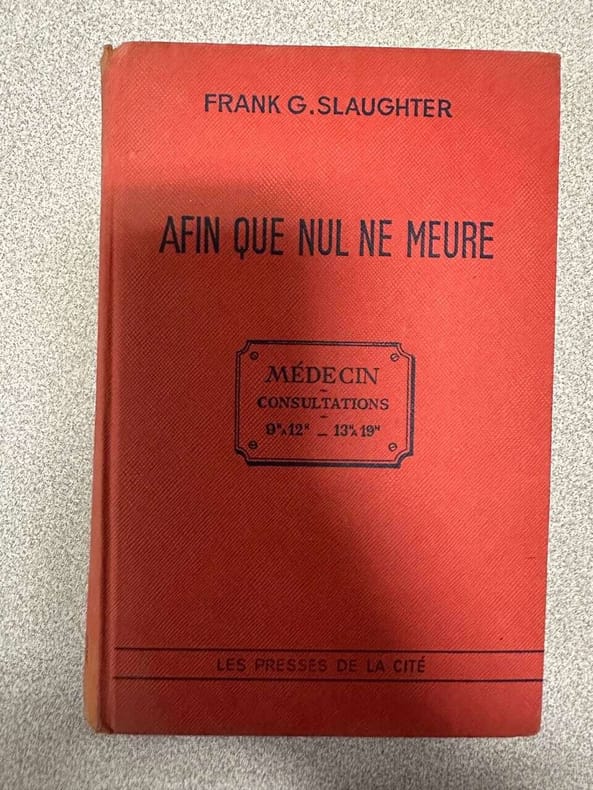 FRANK G. SLAUGHTER
AFIN QUE NUL NE MEURE
MÉDECIN
CONSULTATIONS
9ᴴ À 12ᴴ – 13ᴴ À 19ᴴ
LES PRESSES DE LA CITÉ